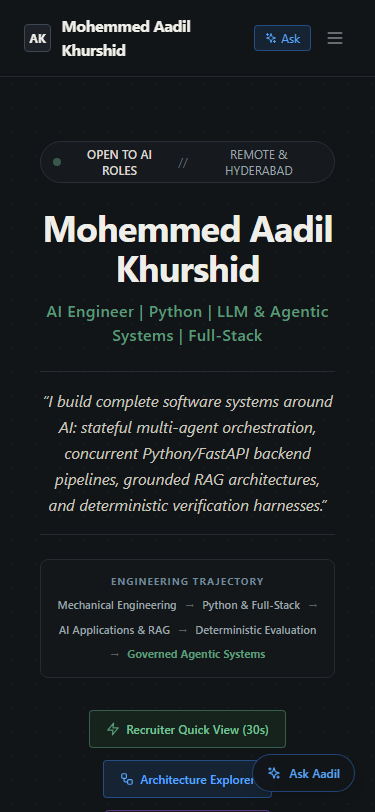 AK
Mohemmed Aadil
Khurshid
Ask
OPEN TO AI
ROLES
//
REMOTE &
HYDERABAD
Mohemmed Aadil
Khurshid
AI Engineer | Python | LLM & Agentic
Systems | Full-Stack
“I build complete software systems around
AI: stateful multi-agent orchestration,
concurrent Python/FastAPI backend
pipelines, grounded RAG architectures,
and deterministic verification harnesses.”
ENGINEERING TRAJECTORY
Mechanical Engineering → Python & Full-Stack →
AI Applications & RAG → Deterministic Evaluation
→ Governed Agentic Systems
Recruiter Quick View (30s)
Architecture Explorer
Ask Aadil